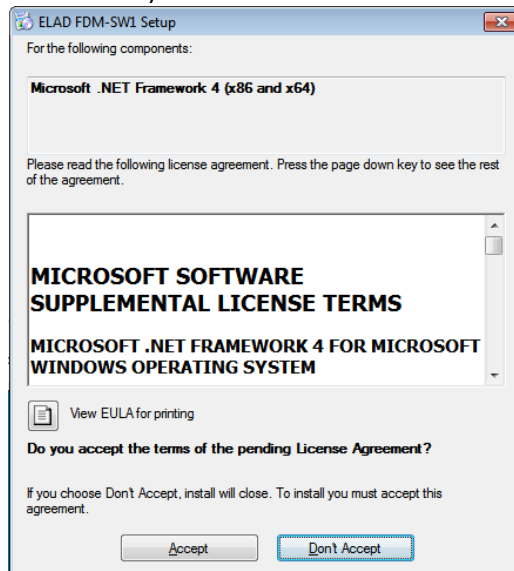 ELAD FDM-SW1 Setup
For the following components:
Microsoft .NET Framework 4 (x86 and x64)
Please read the following license agreement. Press the page down key to see the rest
of the agreement.
MICROSOFT SOFTWARE
SUPPLEMENTAL LICENSE TERMS
MICROSOFT .NET FRAMEWORK 4 FOR MICROSOFT
WINDOWS OPERATING SYSTEM
View EULA for printing
Do you accept the terms of the pending License Agreement?
If you choose Don't Accept, install will close. To install you must accept this
agreement.
Accept
Don't Accept